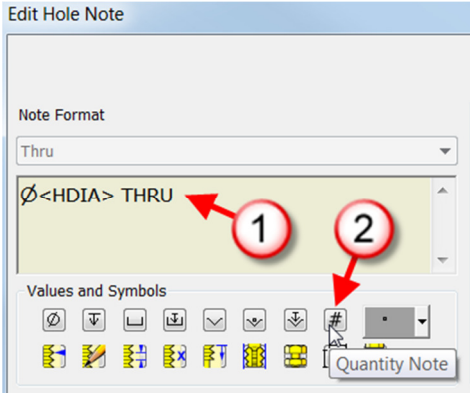 Edit Hole Note
Note Format
Thru
Ø<HDIA> THRU
1
2
Values and Symbols
Ø
#
Quantity Note